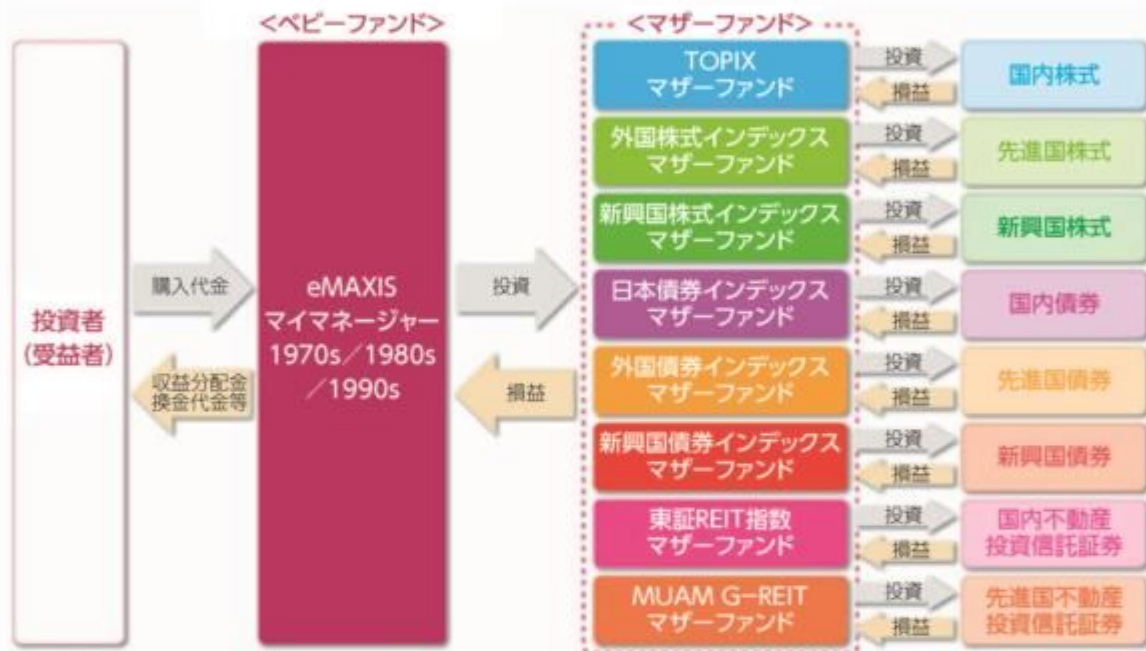 <ベビーファンド>
<マザーファンド>
投資者
(受益者)
購入代金
収益分配金
換金代金等
eMAXIS
マイマネージャー
1970s/1980s
/1990s
投資
損益
TOPIX
マザーファンド
投資
損益
国内株式
外国株式インデックス
マザーファンド
投資
損益
先進国株式
新興国株式インデックス
マザーファンド
投資
損益
新興国株式
日本債券インデックス
マザーファンド
投資
損益
国内債券
外国債券インデックス
マザーファンド
投資
損益
先進国債券
新興国債券インデックス
マザーファンド
投資
損益
新興国債券
東証REIT指数
マザーファンド
投資
損益
国内不動産
投資信託証券
MUAM G-REIT
マザーファンド
投資
損益
先進国不動産
投資信託証券